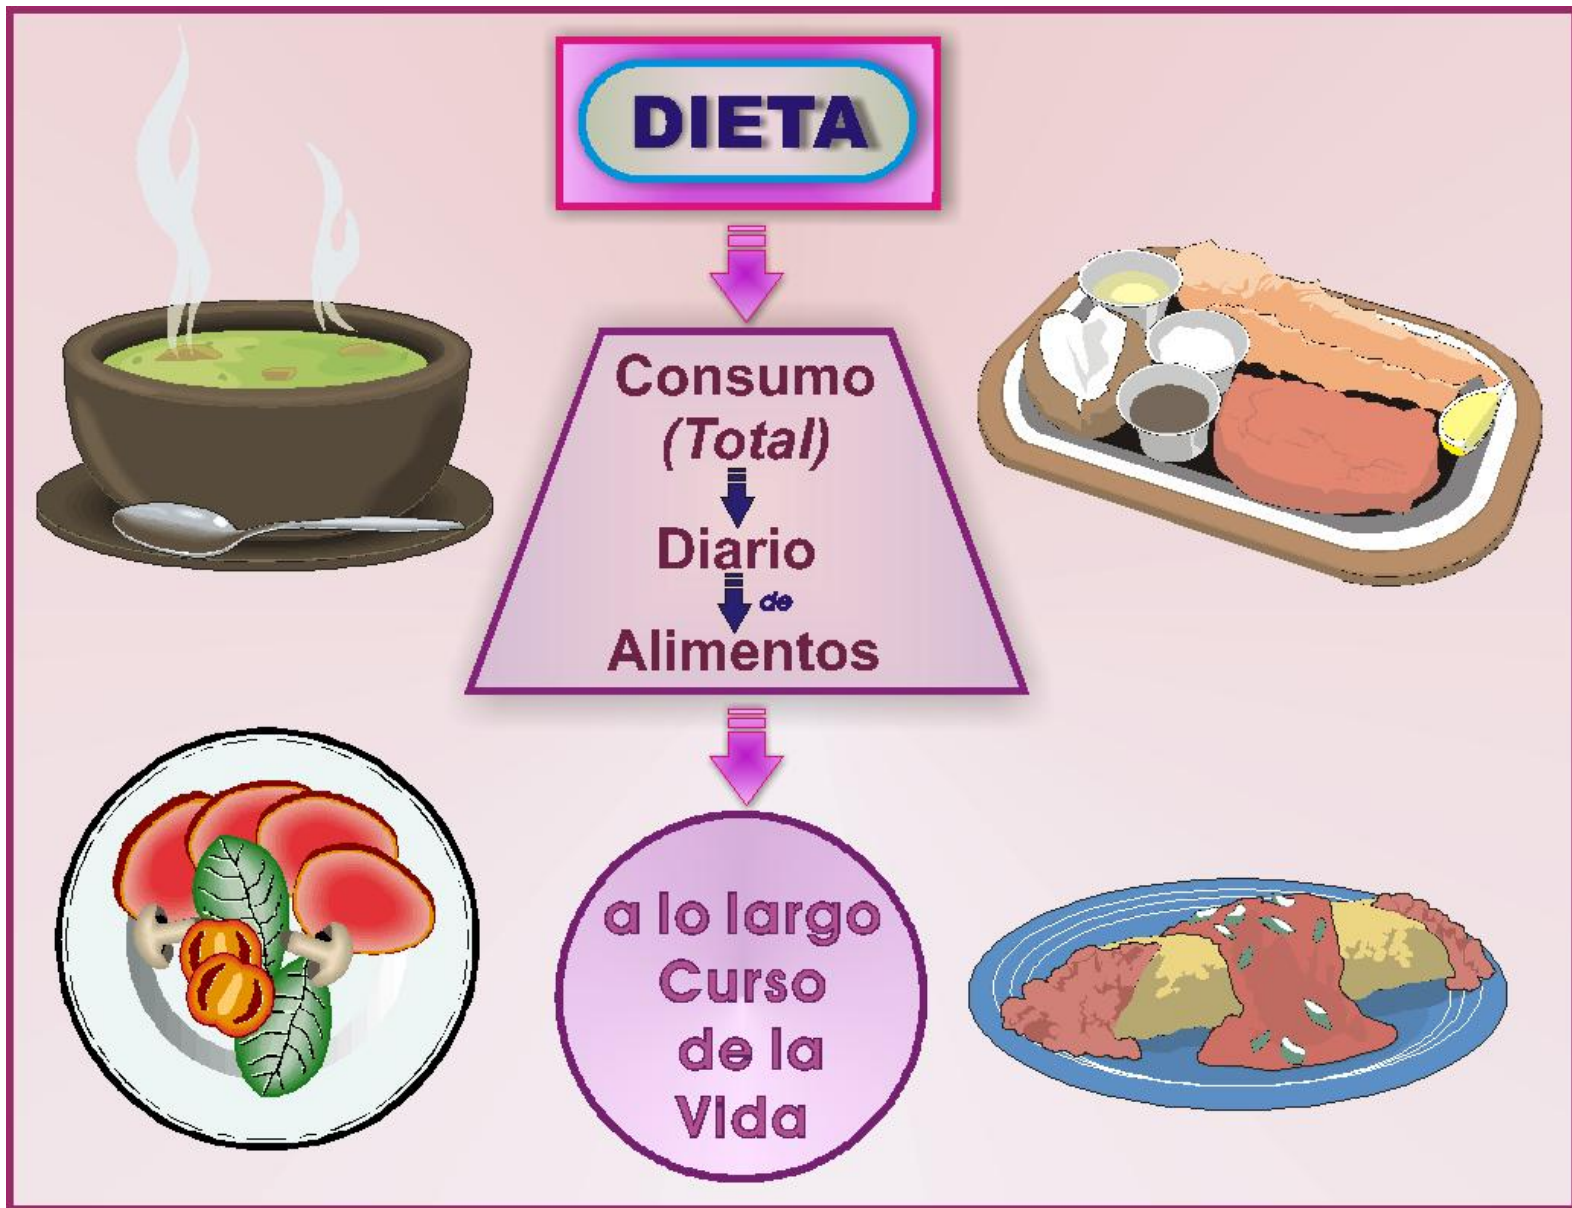 DIETA
Consumo
(Total)
Diario
de
Alimentos
a lo largo
Curso
de la
Vida